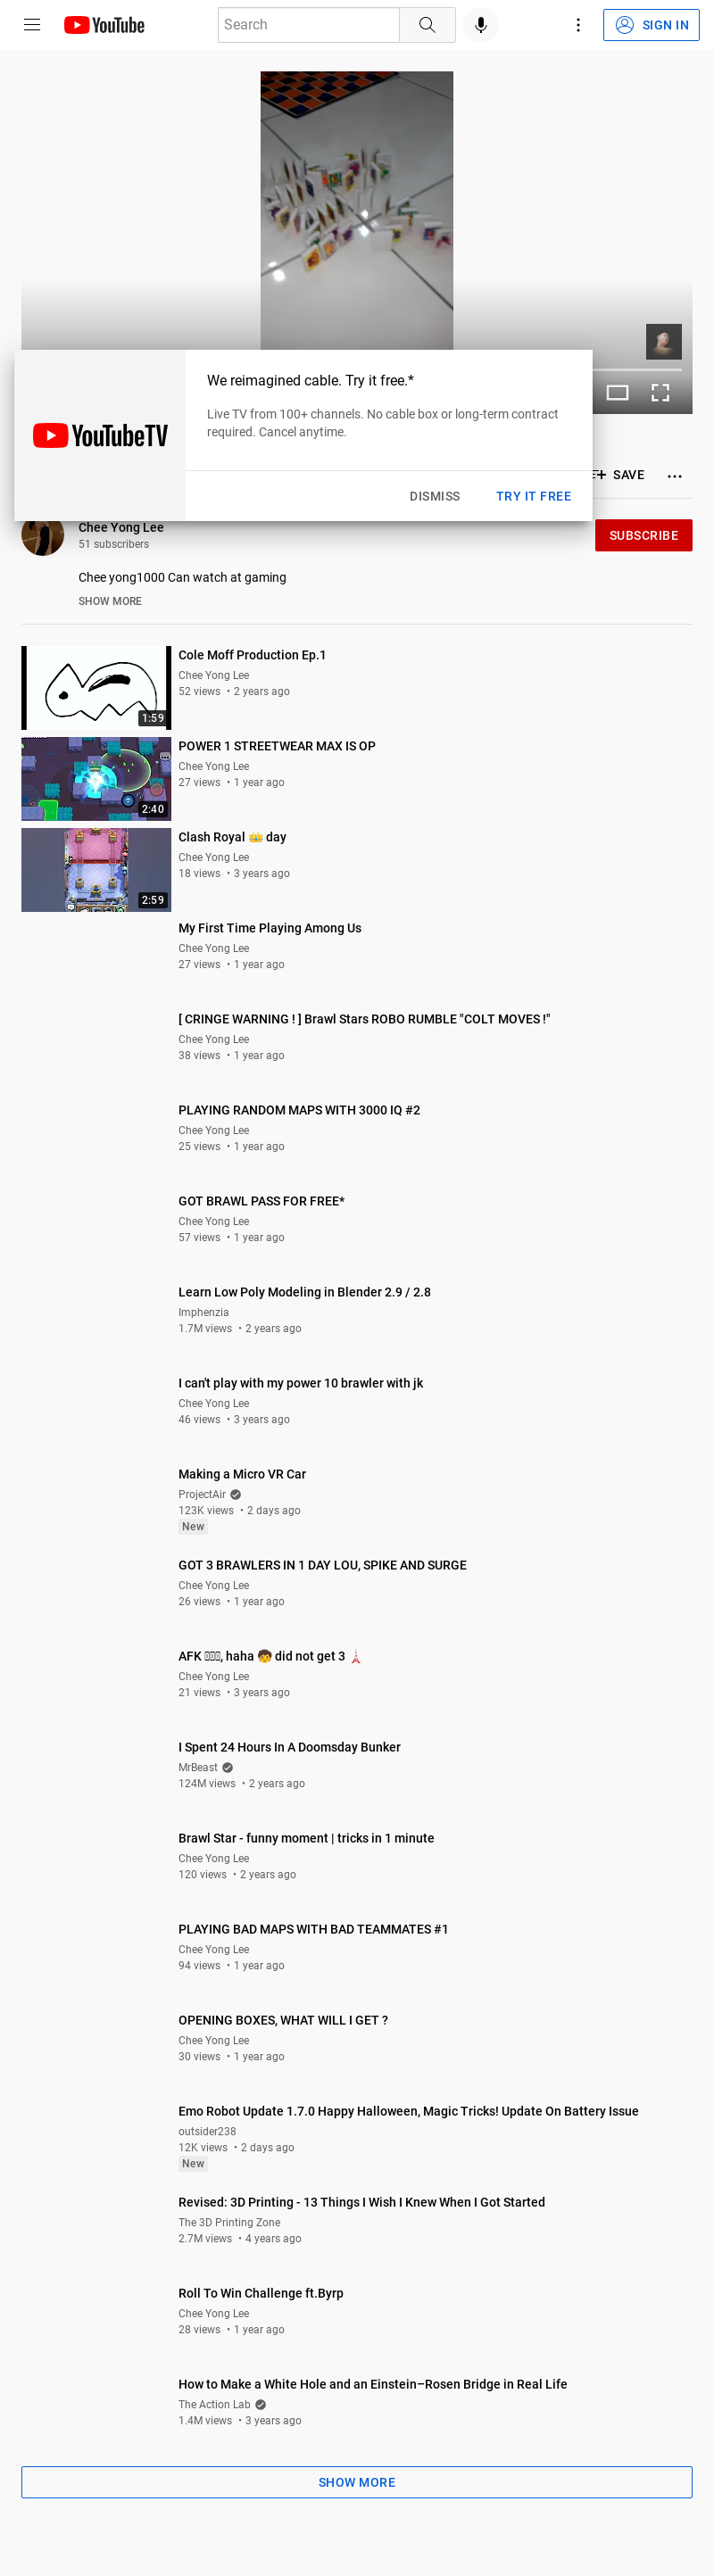 YouTube
Search
SIGN IN
We reimagined cable. Try it free.*
Live TV from 100+ channels. No cable box or long-term contract
required. Cancel anytime.
YouTubeTV
DISMISS
TRY IT FREE
SAVE
Chee Yong Lee
51 subscribers
SUBSCRIBE
Chee yong1000 Can watch at gaming
SHOW MORE
Cole Moff Production Ep.1
Chee Yong Lee
52 views • 2 years ago
1:59
POWER 1 STREETWEAR MAX IS OP
Chee Yong Lee
27 views • 1 year ago
2:40
Clash Royal 👑 day
Chee Yong Lee
18 views • 3 years ago
2:59
My First Time Playing Among Us
Chee Yong Lee
27 views • 1 year ago
[ CRINGE WARNING ! ] Brawl Stars ROBO RUMBLE "COLT MOVES !"
Chee Yong Lee
38 views • 1 year ago
PLAYING RANDOM MAPS WITH 3000 IQ #2
Chee Yong Lee
25 views • 1 year ago
GOT BRAWL PASS FOR FREE*
Chee Yong Lee
57 views • 1 year ago
Learn Low Poly Modeling in Blender 2.9 / 2.8
Imphenzia
1.7M views • 2 years ago
I can't play with my power 10 brawler with jk
Chee Yong Lee
46 views • 3 years ago
Making a Micro VR Car
ProjectAir
123K views • 2 days ago
New
GOT 3 BRAWLERS IN 1 DAY LOU, SPIKE AND SURGE
Chee Yong Lee
26 views • 1 year ago
AFK , haha 🧒 did not get 3 🗼
Chee Yong Lee
21 views • 3 years ago
I Spent 24 Hours In A Doomsday Bunker
MrBeast
124M views • 2 years ago
Brawl Star - funny moment | tricks in 1 minute
Chee Yong Lee
120 views • 2 years ago
PLAYING BAD MAPS WITH BAD TEAMMATES #1
Chee Yong Lee
94 views • 1 year ago
OPENING BOXES, WHAT WILL I GET ?
Chee Yong Lee
30 views • 1 year ago
Emo Robot Update 1.7.0 Happy Halloween, Magic Tricks! Update On Battery Issue
outsider238
12K views • 2 days ago
New
Revised: 3D Printing - 13 Things I Wish I Knew When I Got Started
The 3D Printing Zone
2.7M views • 4 years ago
Roll To Win Challenge ft.Byrp
Chee Yong Lee
28 views • 1 year ago
How to Make a White Hole and an Einstein–Rosen Bridge in Real Life
The Action Lab
1.4M views • 3 years ago
SHOW MORE